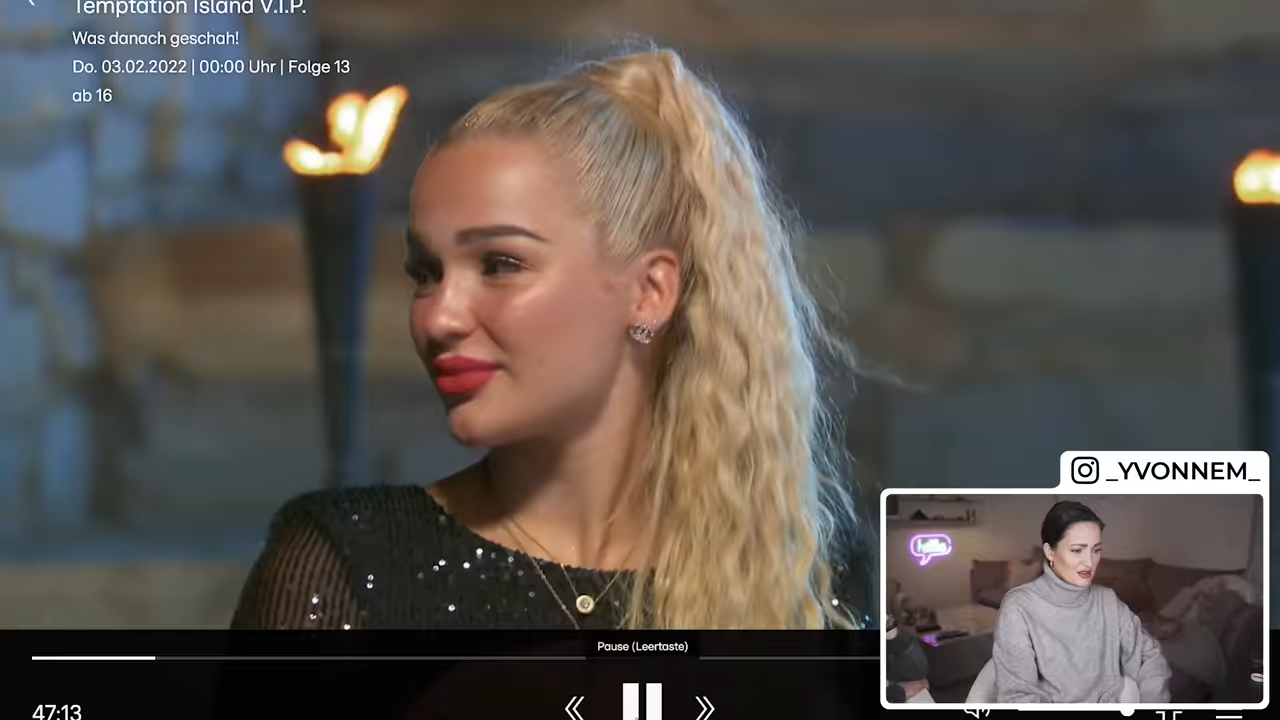 Temptation Island V.I.P.
Was danach geschah!
Do. 03.02.2022 | 00:00 Uhr | Folge 13
ab 16
_YVONNEM_
hello
Pause (Leertaste)
47:13